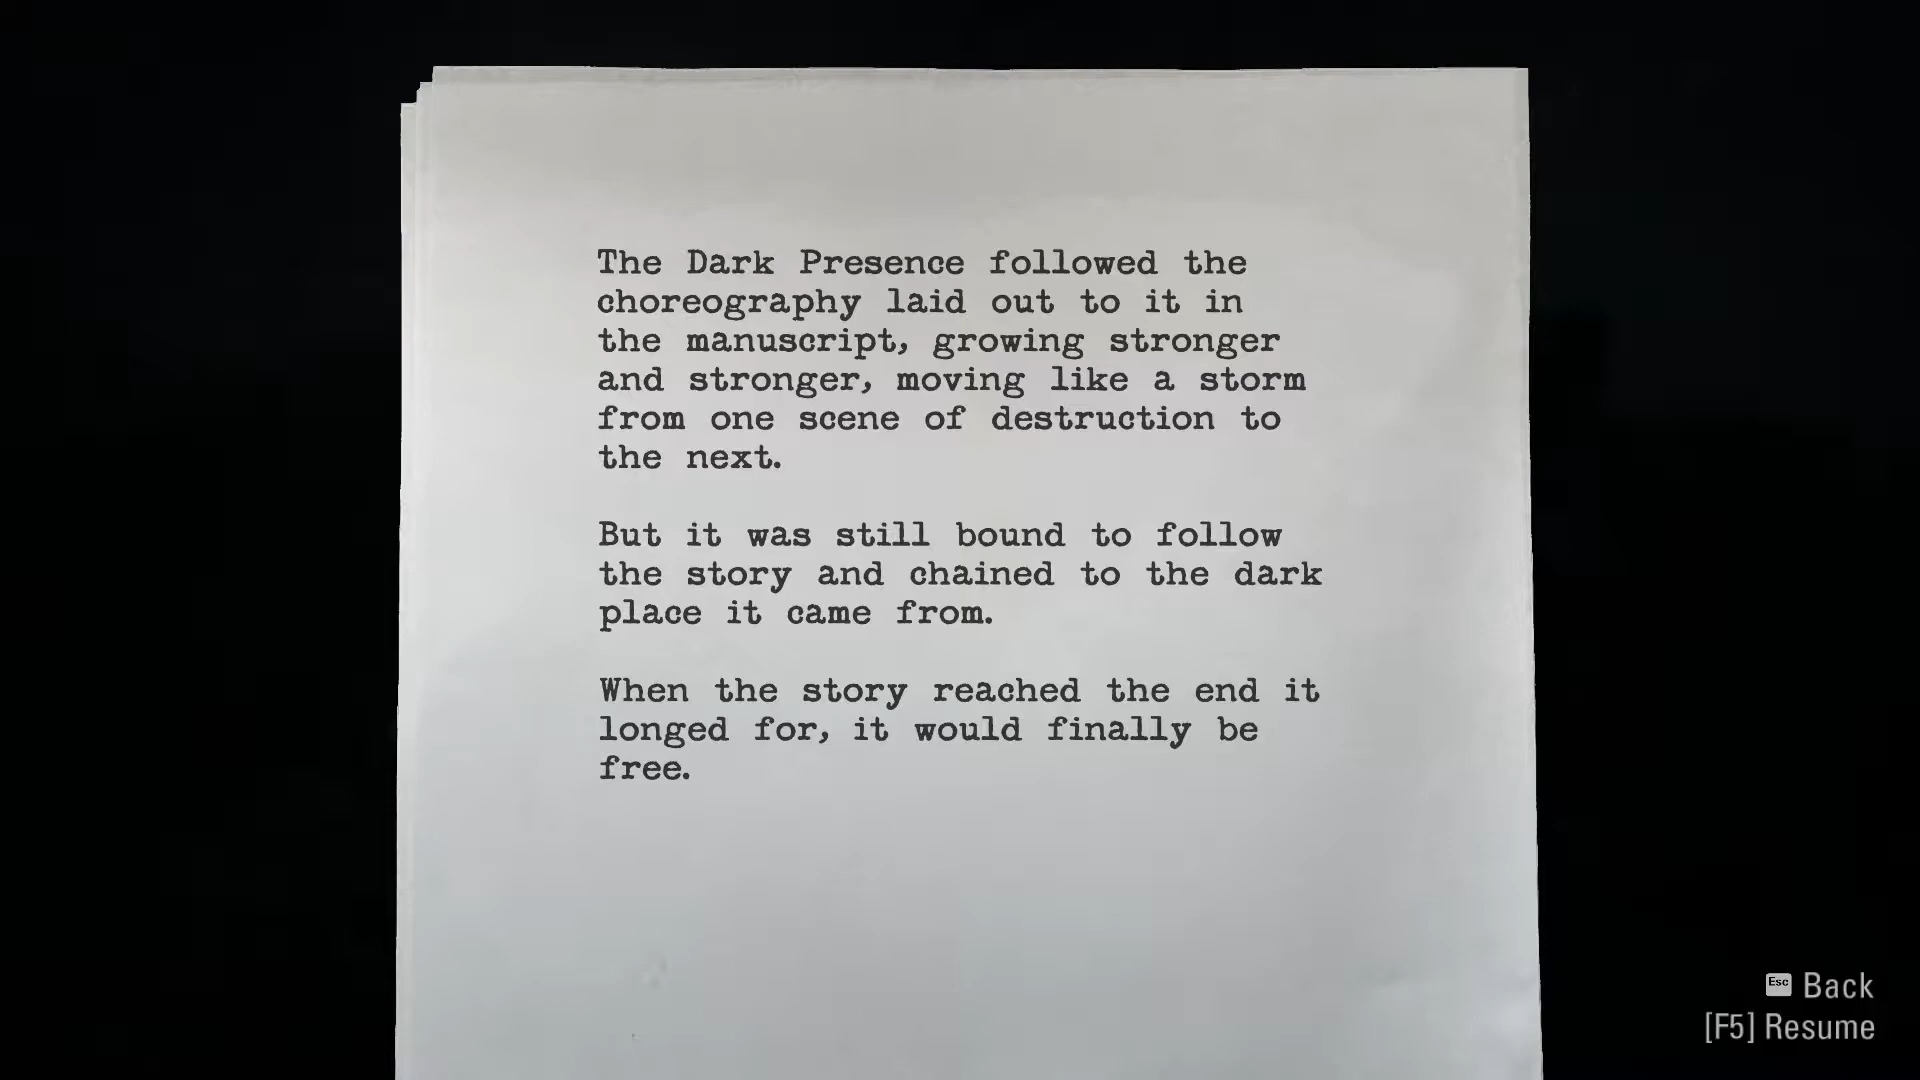 The Dark Presence followed the
choreography laid out to it in
the manuscript, growing stronger
and stronger, moving like a storm
from one scene of destruction to
the next.
But it was still bound to follow
the story and chained to the dark
place it came from.
When the story reached the end it
longed for, it would finally be
free.
Esc Back
[F5] Resume